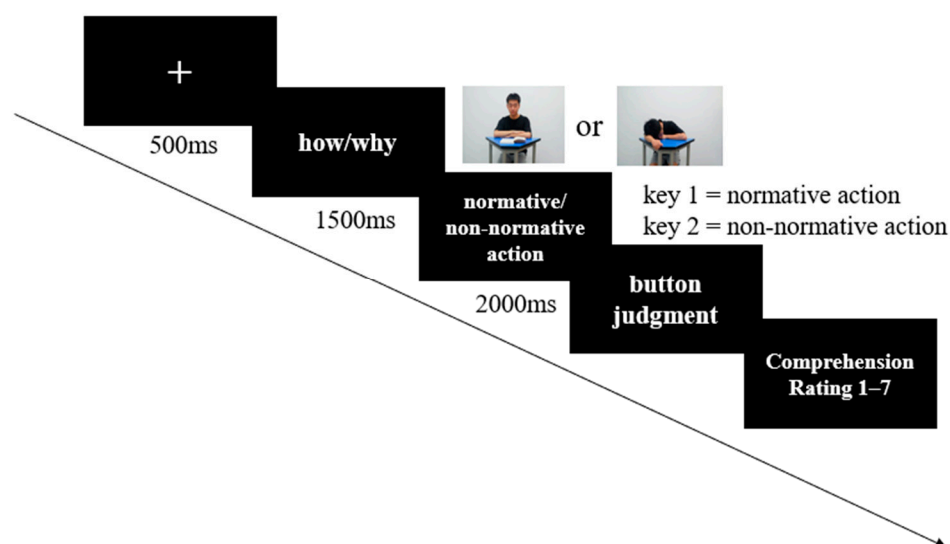 +
500ms
how/why
1500ms
or
normative/
non-normative
action
2000ms
key 1 = normative action
key 2 = non-normative action
button
judgment
Comprehension
Rating 1–7